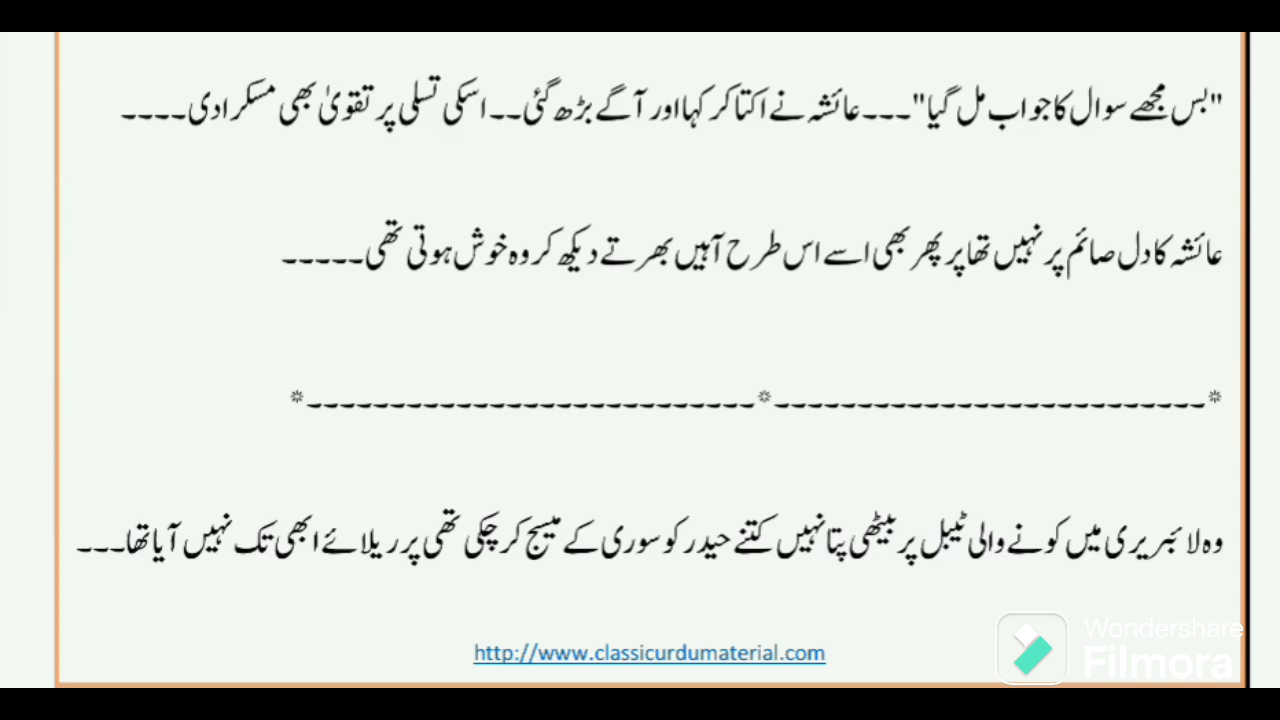 "بس مجھے سوال کا جواب مل گیا"۔۔۔ عائشہ نے اکتا کر کہا اور آگے بڑھ گئی۔۔ اسکی تسلی پر تقویٰ بھی مسکرا دی۔۔۔۔
عائشہ کا دل صائم پر نہیں تھا پر پھر بھی اسے اس طرح آہیں بھرتے دیکھ کر وہ خوش ہوتی تھی۔۔۔۔۔
*۔۔۔۔۔۔۔۔۔۔۔۔۔۔۔۔۔۔۔۔۔۔۔۔۔۔*۔۔۔۔۔۔۔۔۔۔۔۔۔۔۔۔۔۔۔۔۔۔۔۔۔۔۔*
وہ لائبریری میں کونے والی ٹیبل پر بیٹھی پتا نہیں کتنے حیدر کو سوری کے میسج کر چکی تھی پر ریلائے ابھی تک نہیں آیا تھا۔۔۔
http://www.classicurdumaterial.com
Wondershare
Filmora